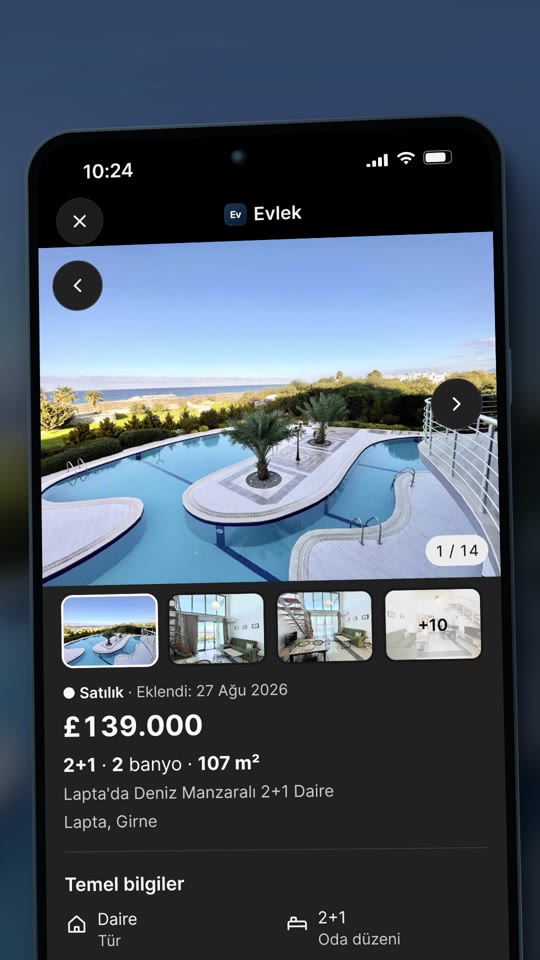 10:24
Ev Evlek
1 / 14
+10
Satılık · Eklendi: 27 Ağu 2026
£139.000
2+1 · 2 banyo · 107 m²
Lapta'da Deniz Manzaralı 2+1 Daire
Lapta, Girne
Temel bilgiler
Daire
Tür
2+1
Oda düzeni